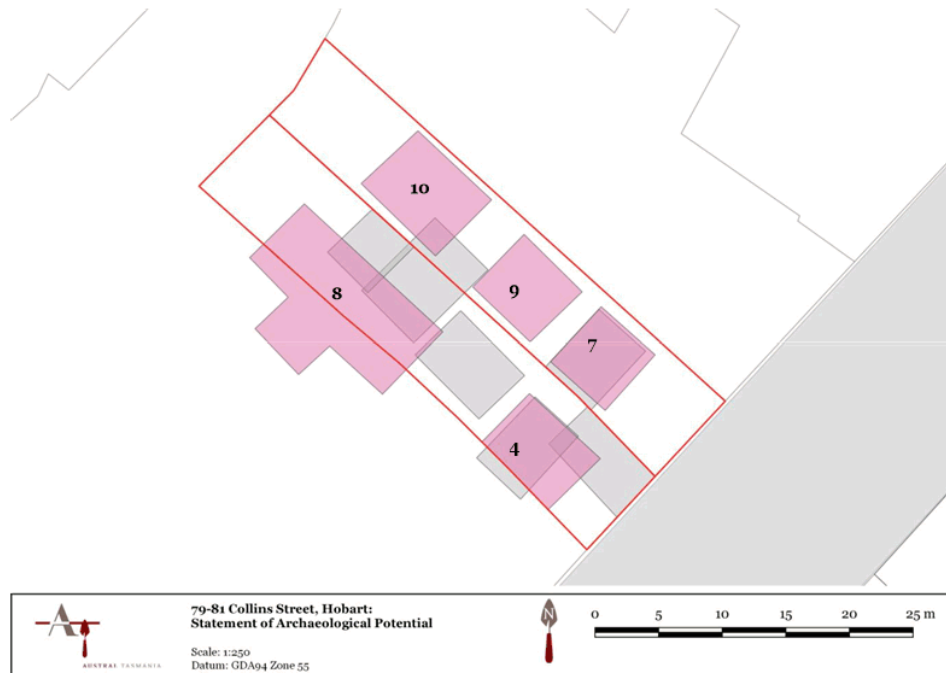 10
9
8
7
4
AUSTRAL TASMANIA
79-81 Collins Street, Hobart:
Statement of Archaeological Potential
Scale: 1:250
Datum: GDA94 Zone 55
N
0 5 10 15 20 25 m